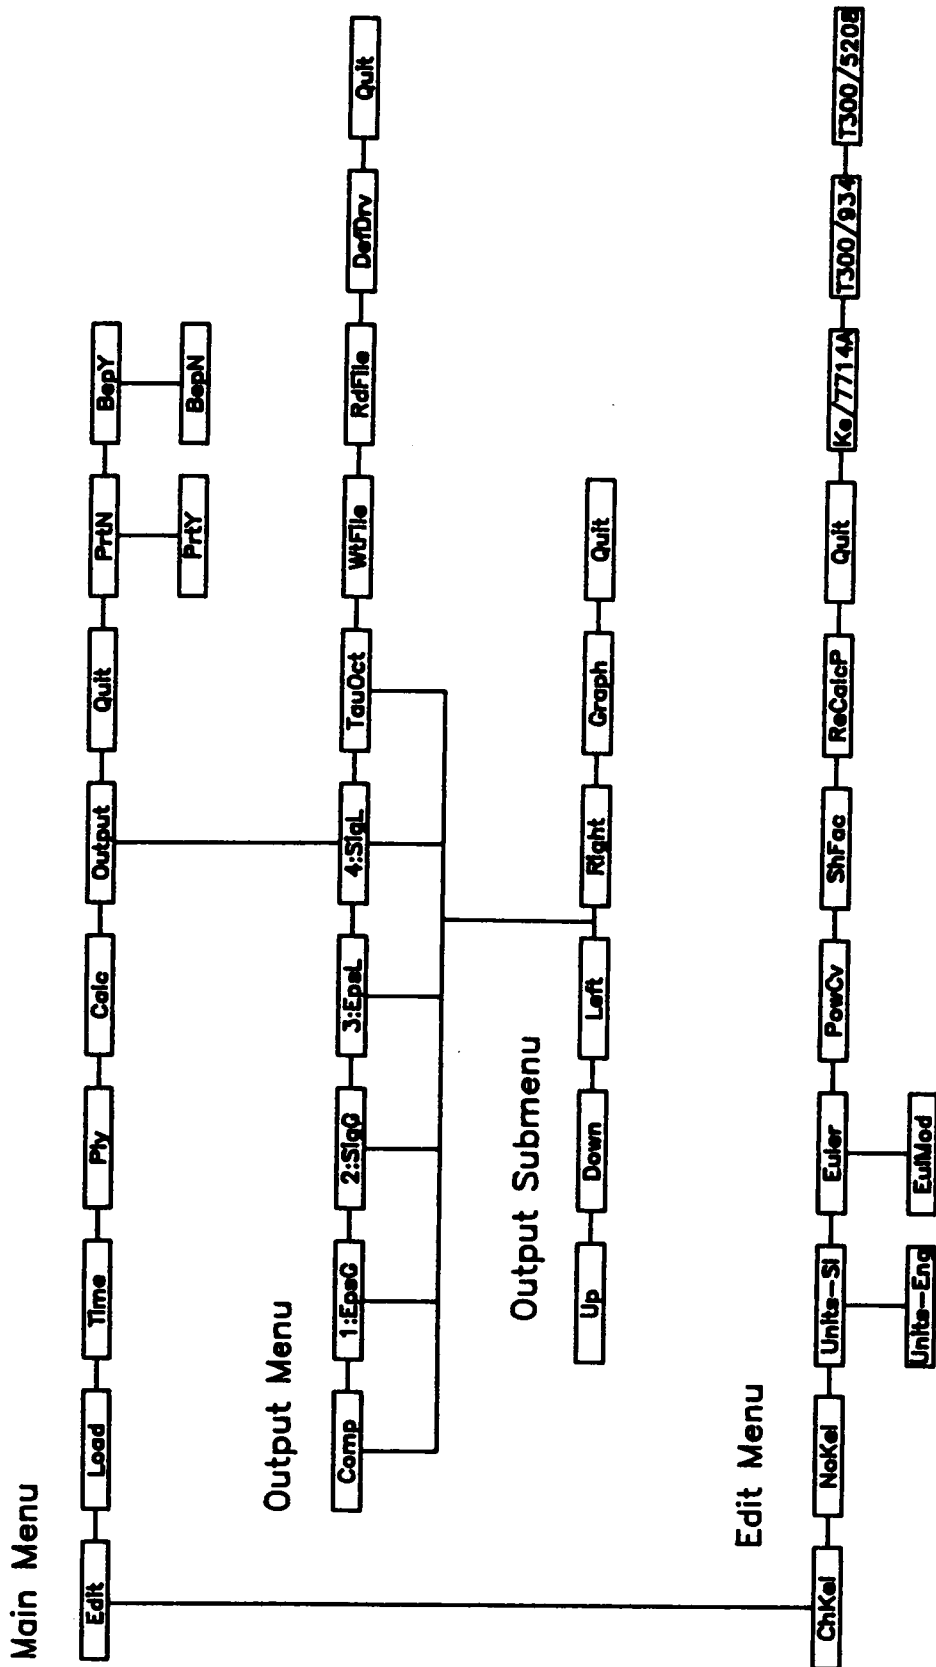 Main Menu
Edit
Load
Time
Ply
Calc
Output
Quit
PrtN
BepY
PrtY
BepN
Output Menu
Comp
1:EpsG
2:SigG
3:EpsL
4:SigL
TauOct
WtFile
RdFile
DefDrv
Quit
Output Submenu
Up
Down
Left
Right
Graph
Quit
Edit Menu
ChKel
NoKel
Units-SI
Euler
PowCv
ShFac
ReCalcP
Quit
Ke/7714A
T300/934
T300/5208
Units-Eng
EulMod